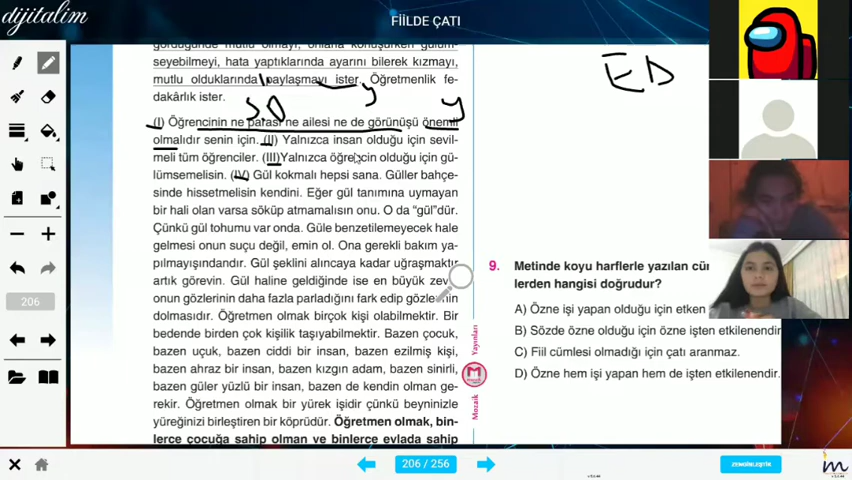 dijitalim
FİİLDE ÇATI
görduğünde mutlu olmayı, onlarla konuşurken gülüm-
seyebilmeyi, hata yaptıklarında ayarını bilerek kızmayı,
mutlu olduklarında paylaşmayı ister. Öğretmenlik fe-
dakârlık ister.
(I) Öğrencinin ne parası ne ailesi ne de görünüşü önemli
olmalıdır senin için. (II) Yalnızca insan olduğu için sevil-
meli tüm öğrenciler. (III)Yalnızca öğrencin olduğu için gü-
lümsemelisin. (IV) Gül kokmalı hepsi sana. Güller bahçe-
sinde hissetmelisin kendini. Eğer gül tanımına uymayan
bir hali olan varsa söküp atmamalısın onu. O da “gül”dür.
Çünkü gül tohumu var onda. Güle benzetilemeyecek hale
gelmesi onun suçu değil, emin ol. Ona gerekli bakım ya-
pılmayışındandır. Gül şeklini alıncaya kadar uğraşmaktır
artık görevin. Gül haline geldiğinde ise en büyük zevk
onun gözlerinin daha fazla parladığını fark edip gözlerinin
dolmasıdır. Öğretmen olmak birçok kişi olabilmektir. Bir
bedende birden çok kişilik taşıyabilmektir. Bazen çocuk,
bazen uçuk, bazen ciddi bir insan, bazen ezilmiş kişi,
bazen ahraz bir insan, bazen kızgın adam, bazen sinirli,
bazen güler yüzlü bir insan, bazen de kendin olman ge-
rekir. Öğretmen olmak bir yürek işidir çünkü beyninizle
yüreğinizi birleştiren bir köprüdür. Öğretmen olmak, bin-
lerce çocuğa sahip olman ve binlerce evlada sahip
SÖ
y
y
ED
9. Metinde koyu harflerle yazılan cü
lerden hangisi doğrudur?
A) Özne işi yapan olduğu için etken
B) Sözde özne olduğu için özne işten etkilenendir
C) Fiil cümlesi olmadığı için çatı aranmaz.
D) Özne hem işi yapan hem de işten etkilenendir.
Mozaik Yayınları
206
206 / 256
ZENGİNLEŞTİK